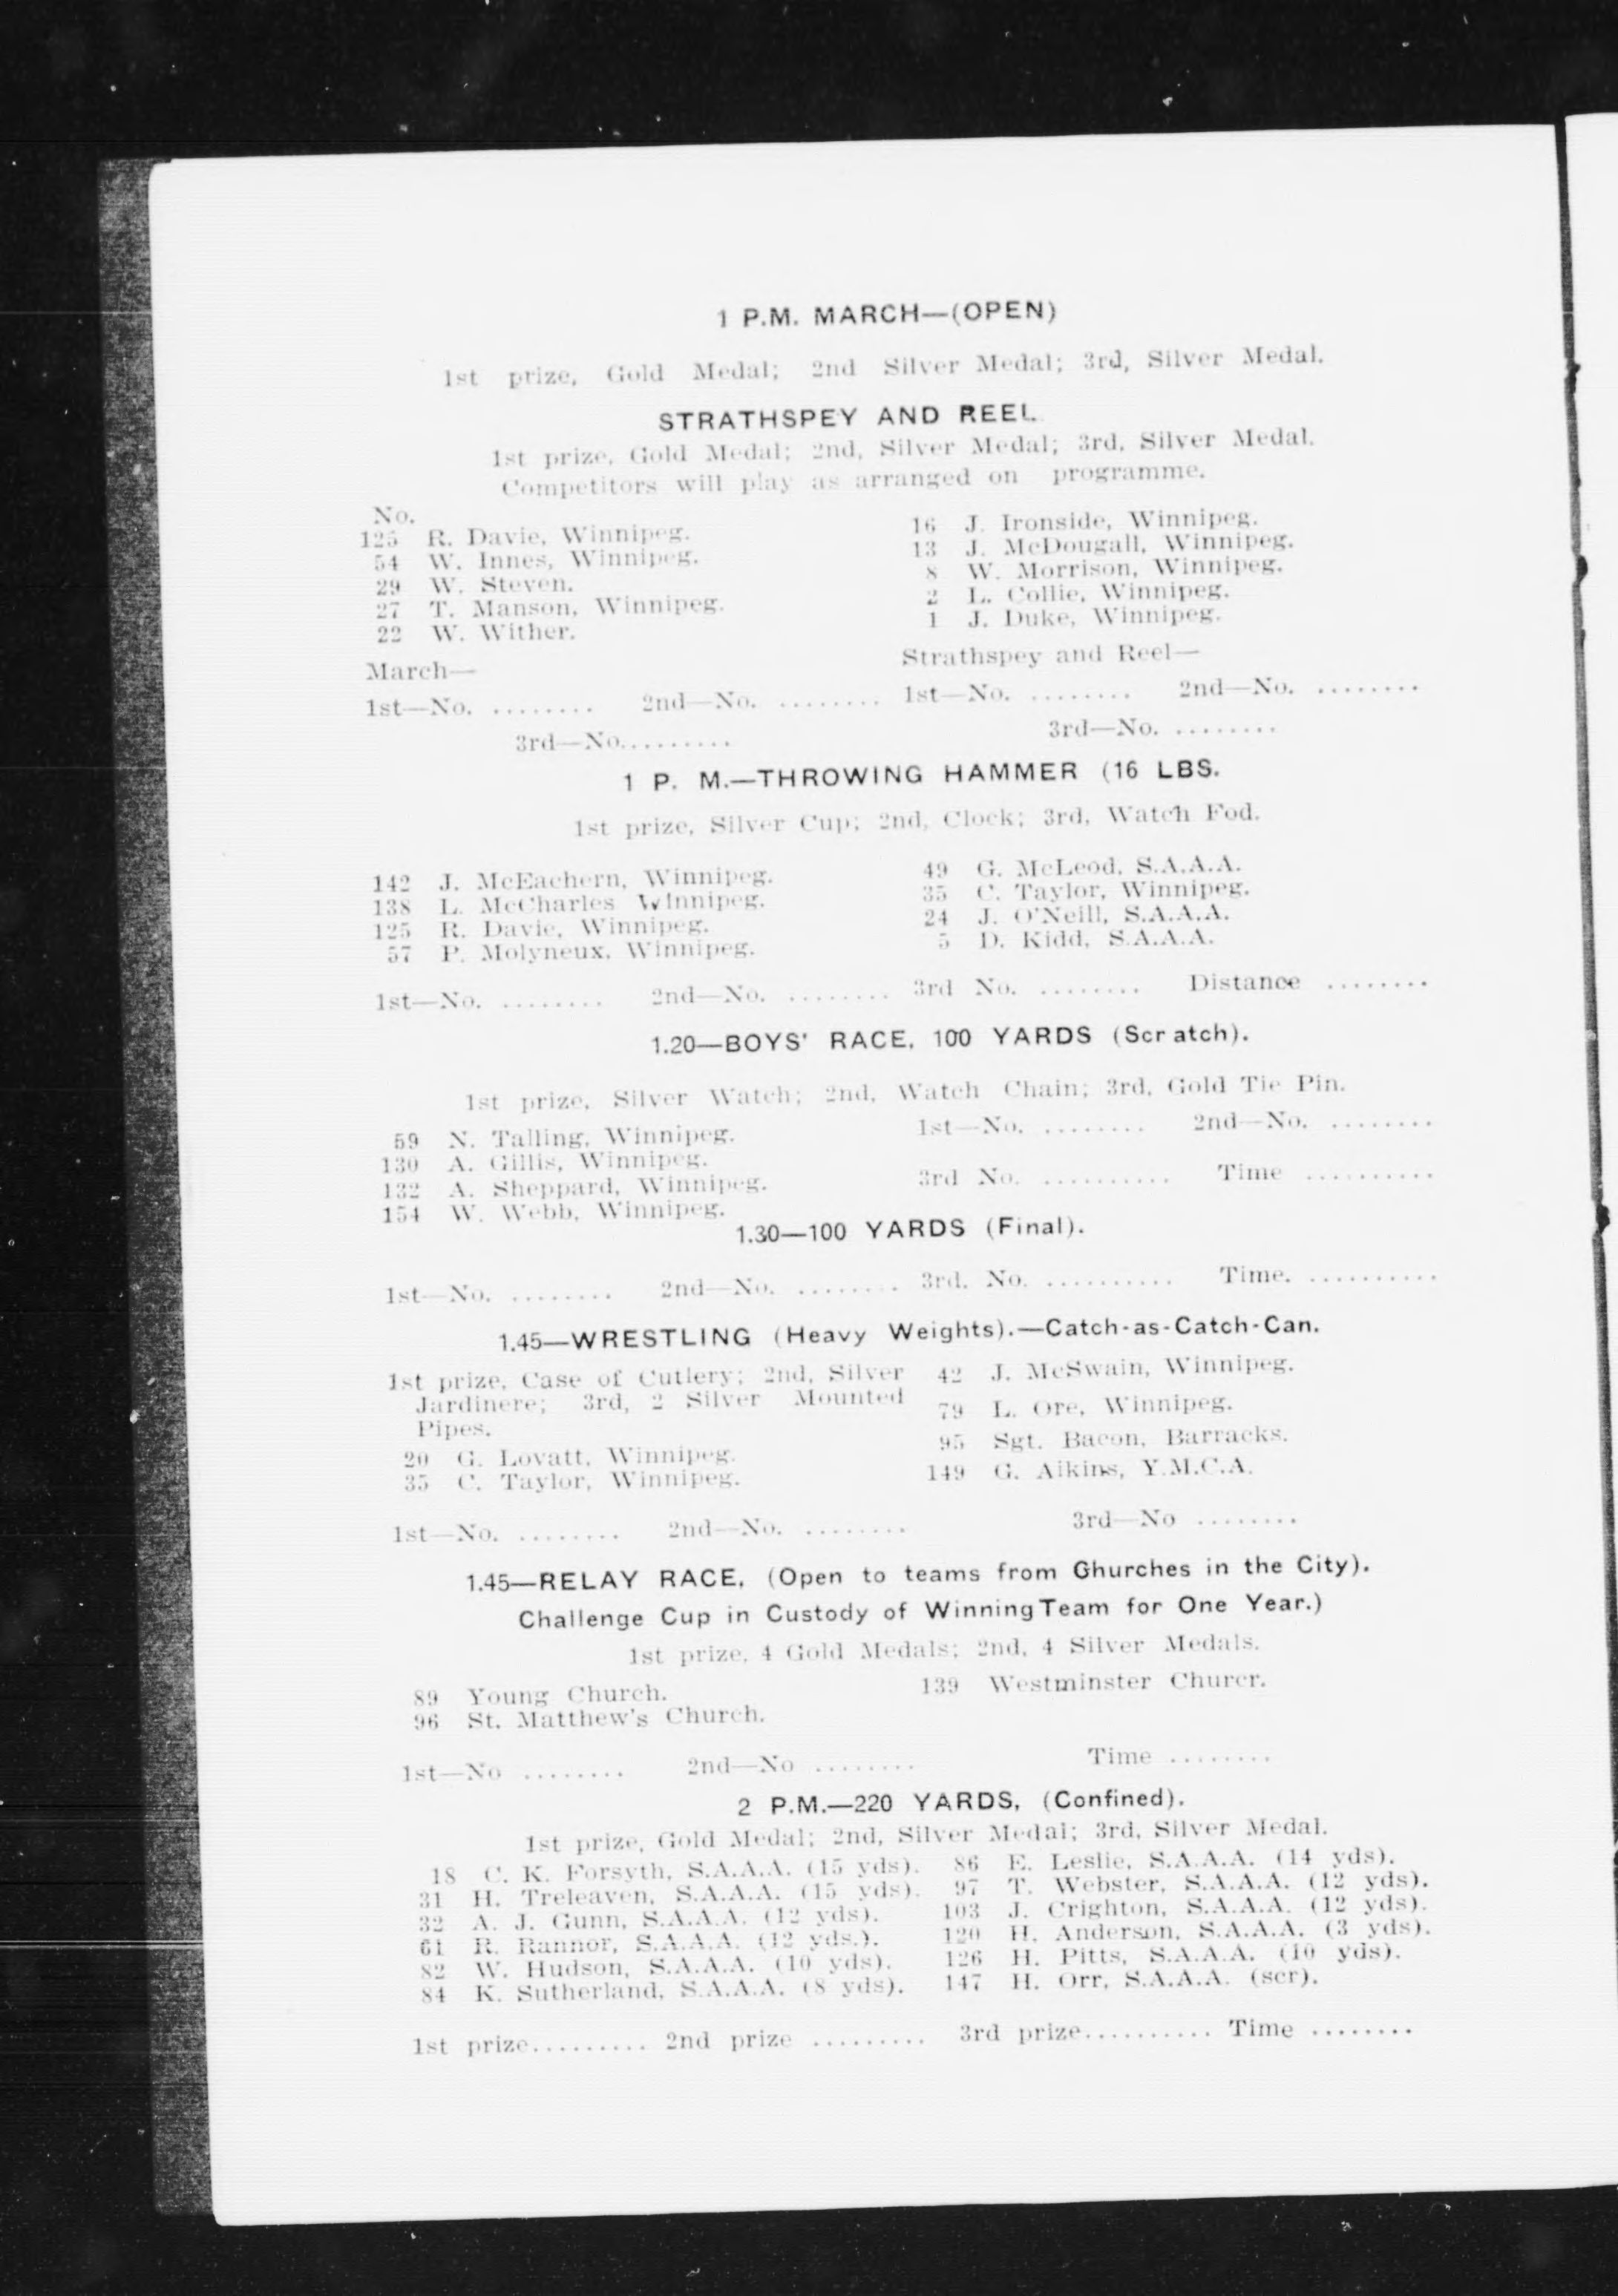 1 P.M. MARCH—(OPEN)
1st prize, Gold Medal; 2nd Silver Medal; 3rd, Silver Medal.
STRATHSPEY AND REEL.
1st prize, Gold Medal; 2nd, Silver Medal; 3rd, Silver Medal.
Competitors will play as arranged on programme.
No.
125 R. Davie, Winnipeg.
54 W. Innes, Winnipeg.
29 W. Steven.
27 T. Manson, Winnipeg.
22 W. Wither.
16 J. Ironside, Winnipeg.
13 J. McDougall, Winnipeg.
8 W. Morrison, Winnipeg.
2 L. Collie, Winnipeg.
1 J. Duke, Winnipeg.
March—
1st—No. ........ 2nd—No. ........
3rd—No.........
Strathspey and Reel—
1st—No. ........ 2nd—No. ........
3rd—No. ........
1 P. M.—THROWING HAMMER (16 LBS.
1st prize, Silver Cup; 2nd, Clock; 3rd, Watch Fod.
142 J. McEachern, Winnipeg.
138 L. McCharles Winnipeg.
125 R. Davie, Winnipeg.
57 P. Molyneux, Winnipeg.
49 G. McLeod, S.A.A.A.
35 C. Taylor, Winnipeg.
24 J. O'Neill, S.A.A.A.
5 D. Kidd, S.A.A.A.
1st—No. ........ 2nd—No. ........ 3rd No. ........ Distance ........
1.20—BOYS' RACE, 100 YARDS (Scratch).
1st prize, Silver Watch; 2nd, Watch Chain; 3rd, Gold Tie Pin.
59 N. Talling, Winnipeg.
130 A. Gillis, Winnipeg.
132 A. Sheppard, Winnipeg.
154 W. Webb, Winnipeg.
1st—No. ........ 2nd—No. ........
3rd No. .......... Time ..........
1.30—100 YARDS (Final).
1st—No. ........ 2nd—No. ........ 3rd. No. .......... Time. ..........
1.45—WRESTLING (Heavy Weights).—Catch-as-Catch-Can.
1st prize, Case of Cutlery; 2nd, Silver
Jardinere; 3rd, 2 Silver Mounted
Pipes.
20 G. Lovatt, Winnipeg.
35 C. Taylor, Winnipeg.
42 J. McSwain, Winnipeg.
79 L. Ore, Winnipeg.
95 Sgt. Bacon, Barracks.
149 G. Aikins, Y.M.C.A.
1st—No. ........ 2nd—No. ........ 3rd—No ........
1.45—RELAY RACE, (Open to teams from Ghurches in the City).
Challenge Cup in Custody of Winning Team for One Year.)
1st prize, 4 Gold Medals; 2nd, 4 Silver Medals.
89 Young Church.
96 St. Matthew's Church.
139 Westminster Churcr.
1st—No ........ 2nd—No ........ Time ........
2 P.M.—220 YARDS, (Confined).
1st prize, Gold Medal; 2nd, Silver Medal; 3rd, Silver Medal.
18 C. K. Forsyth, S.A.A.A. (15 yds).
31 H. Treleaven, S.A.A.A. (15 yds).
32 A. J. Gunn, S.A.A.A. (12 yds).
61 R. Rannor, S.A.A.A. (12 yds.).
82 W. Hudson, S.A.A.A. (10 yds).
84 K. Sutherland, S.A.A.A. (8 yds).
86 E. Leslie, S.A.A.A. (14 yds).
97 T. Webster, S.A.A.A. (12 yds).
103 J. Crighton, S.A.A.A. (12 yds).
120 H. Anderson, S.A.A.A. (3 yds).
126 H. Pitts, S.A.A.A. (10 yds).
147 H. Orr, S.A.A.A. (scr).
1st prize......... 2nd prize ......... 3rd prize.......... Time ........